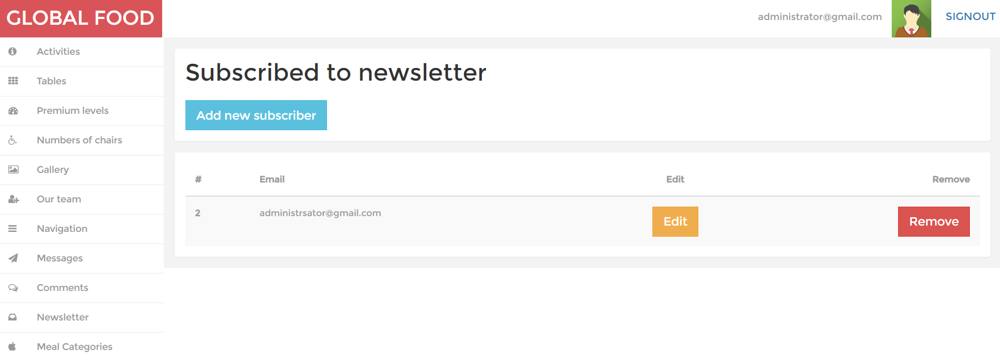 GLOBAL FOOD
administrator@gmail.com
SIGNOUT
Activities
Tables
Premium levels
Numbers of chairs
Gallery
Our team
Navigation
Messages
Comments
Newsletter
Meal Categories
Subscribed to newsletter
Add new subscriber
# Email Edit Remove
2 administrsator@gmail.com Edit Remove